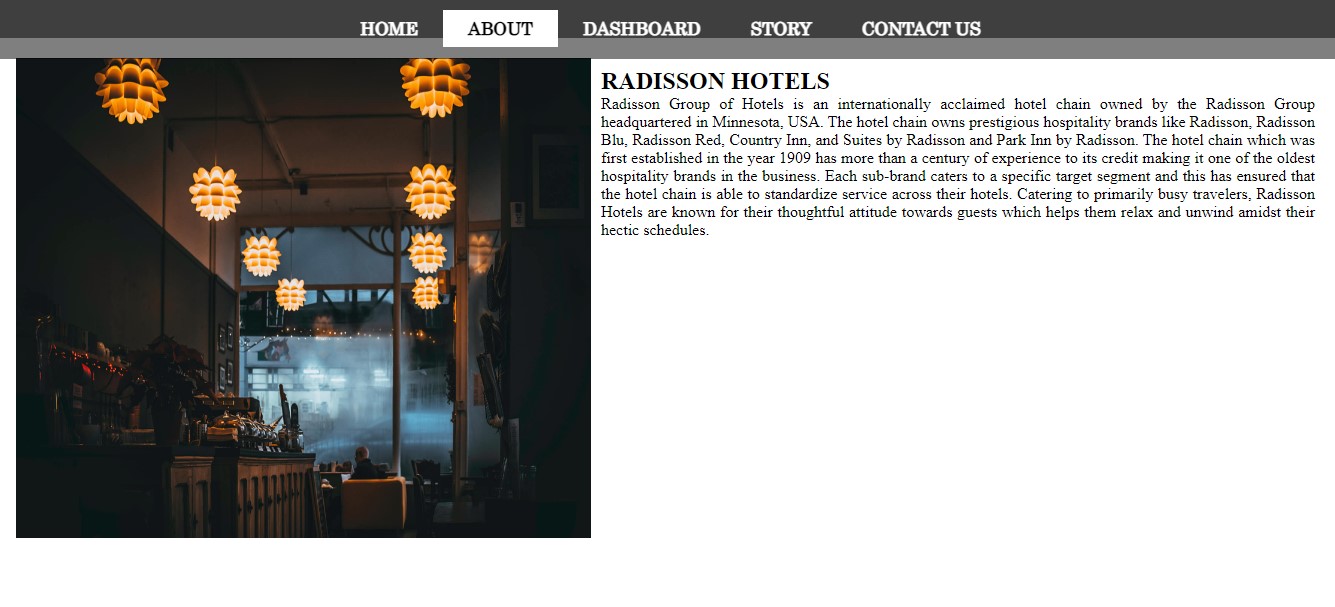 HOME ABOUT DASHBOARD STORY CONTACT US
RADISSON HOTELS
Radisson Group of Hotels is an internationally acclaimed hotel chain owned by the Radisson Group
headquartered in Minnesota, USA. The hotel chain owns prestigious hospitality brands like Radisson, Radisson
Blu, Radisson Red, Country Inn, and Suites by Radisson and Park Inn by Radisson. The hotel chain which was
first established in the year 1909 has more than a century of experience to its credit making it one of the oldest
hospitality brands in the business. Each sub-brand caters to a specific target segment and this has ensured that
the hotel chain is able to standardize service across their hotels. Catering to primarily busy travelers, Radisson
Hotels are known for their thoughtful attitude towards guests which helps them relax and unwind amidst their
hectic schedules.